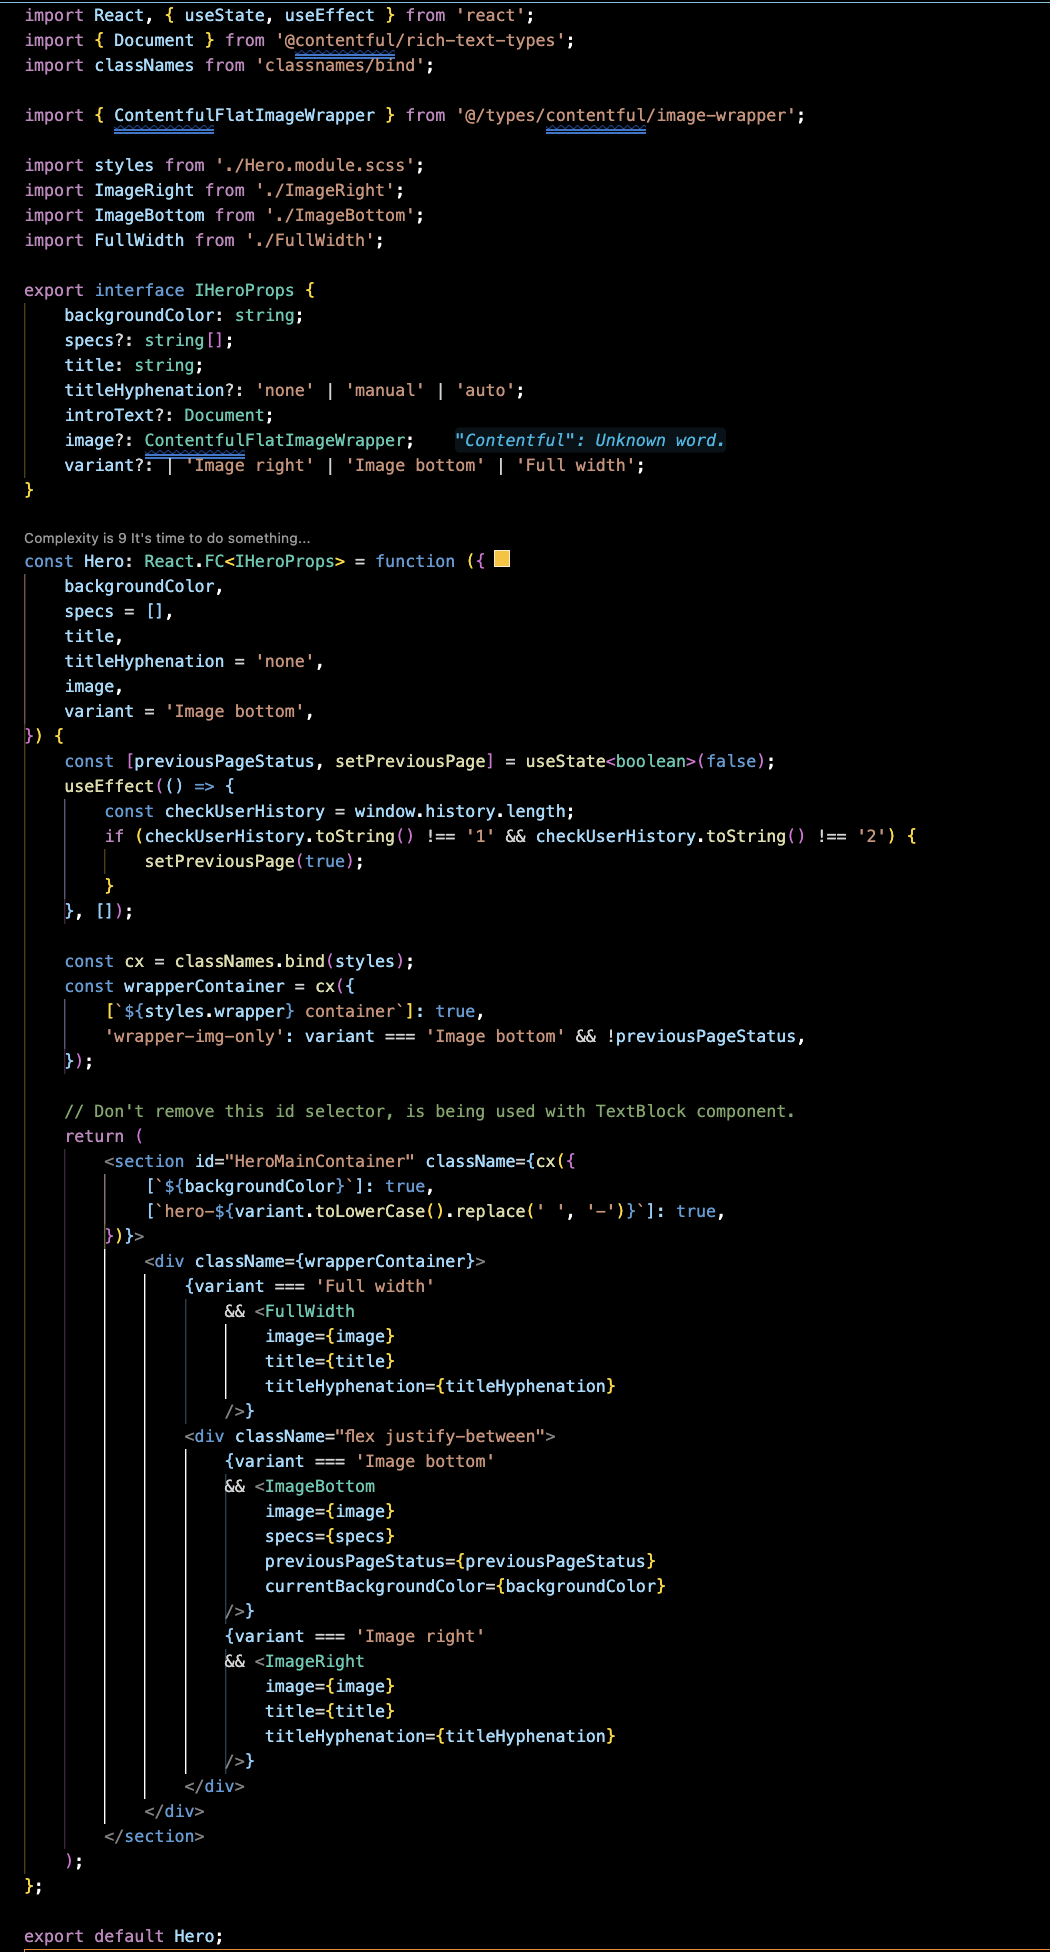 import React, { useState, useEffect } from 'react';
import { Document } from '@contentful/rich-text-types';
import classNames from 'classnames/bind';

import { ContentfulFlatImageWrapper } from '@/types/contentful/image-wrapper';

import styles from './Hero.module.scss';
import ImageRight from './ImageRight';
import ImageBottom from './ImageBottom';
import FullWidth from './FullWidth';

export interface IHeroProps {
    backgroundColor: string;
    specs?: string[];
    title: string;
    titleHyphenation?: 'none' | 'manual' | 'auto';
    introText?: Document;
    image?: ContentfulFlatImageWrapper;    "Contentful": Unknown word.
    variant?: | 'Image right' | 'Image bottom' | 'Full width';
}

Complexity is 9 It's time to do something...
const Hero: React.FC<IHeroProps> = function ({
    backgroundColor,
    specs = [],
    title,
    titleHyphenation = 'none',
    image,
    variant = 'Image bottom',
}) {
    const [previousPageStatus, setPreviousPage] = useState<boolean>(false);
    useEffect(() => {
        const checkUserHistory = window.history.length;
        if (checkUserHistory.toString() !== '1' && checkUserHistory.toString() !== '2') {
            setPreviousPage(true);
        }
    }, []);

    const cx = classNames.bind(styles);
    const wrapperContainer = cx({
        [`${styles.wrapper} container`]: true,
        'wrapper-img-only': variant === 'Image bottom' && !previousPageStatus,
    });

    // Don't remove this id selector, is being used with TextBlock component.
    return (
        <section id="HeroMainContainer" className={cx({
            [`${backgroundColor}`]: true,
            [`hero-${variant.toLowerCase().replace(' ', '-')}`]: true,
        })}>
            <div className={wrapperContainer}>
                {variant === 'Full width'
                    && <FullWidth
                        image={image}
                        title={title}
                        titleHyphenation={titleHyphenation}
                    />}
                <div className="flex justify-between">
                    {variant === 'Image bottom'
                    && <ImageBottom
                        image={image}
                        specs={specs}
                        previousPageStatus={previousPageStatus}
                        currentBackgroundColor={backgroundColor}
                    />}
                    {variant === 'Image right'
                    && <ImageRight
                        image={image}
                        title={title}
                        titleHyphenation={titleHyphenation}
                    />}
                </div>
            </div>
        </section>
    );
};

export default Hero;